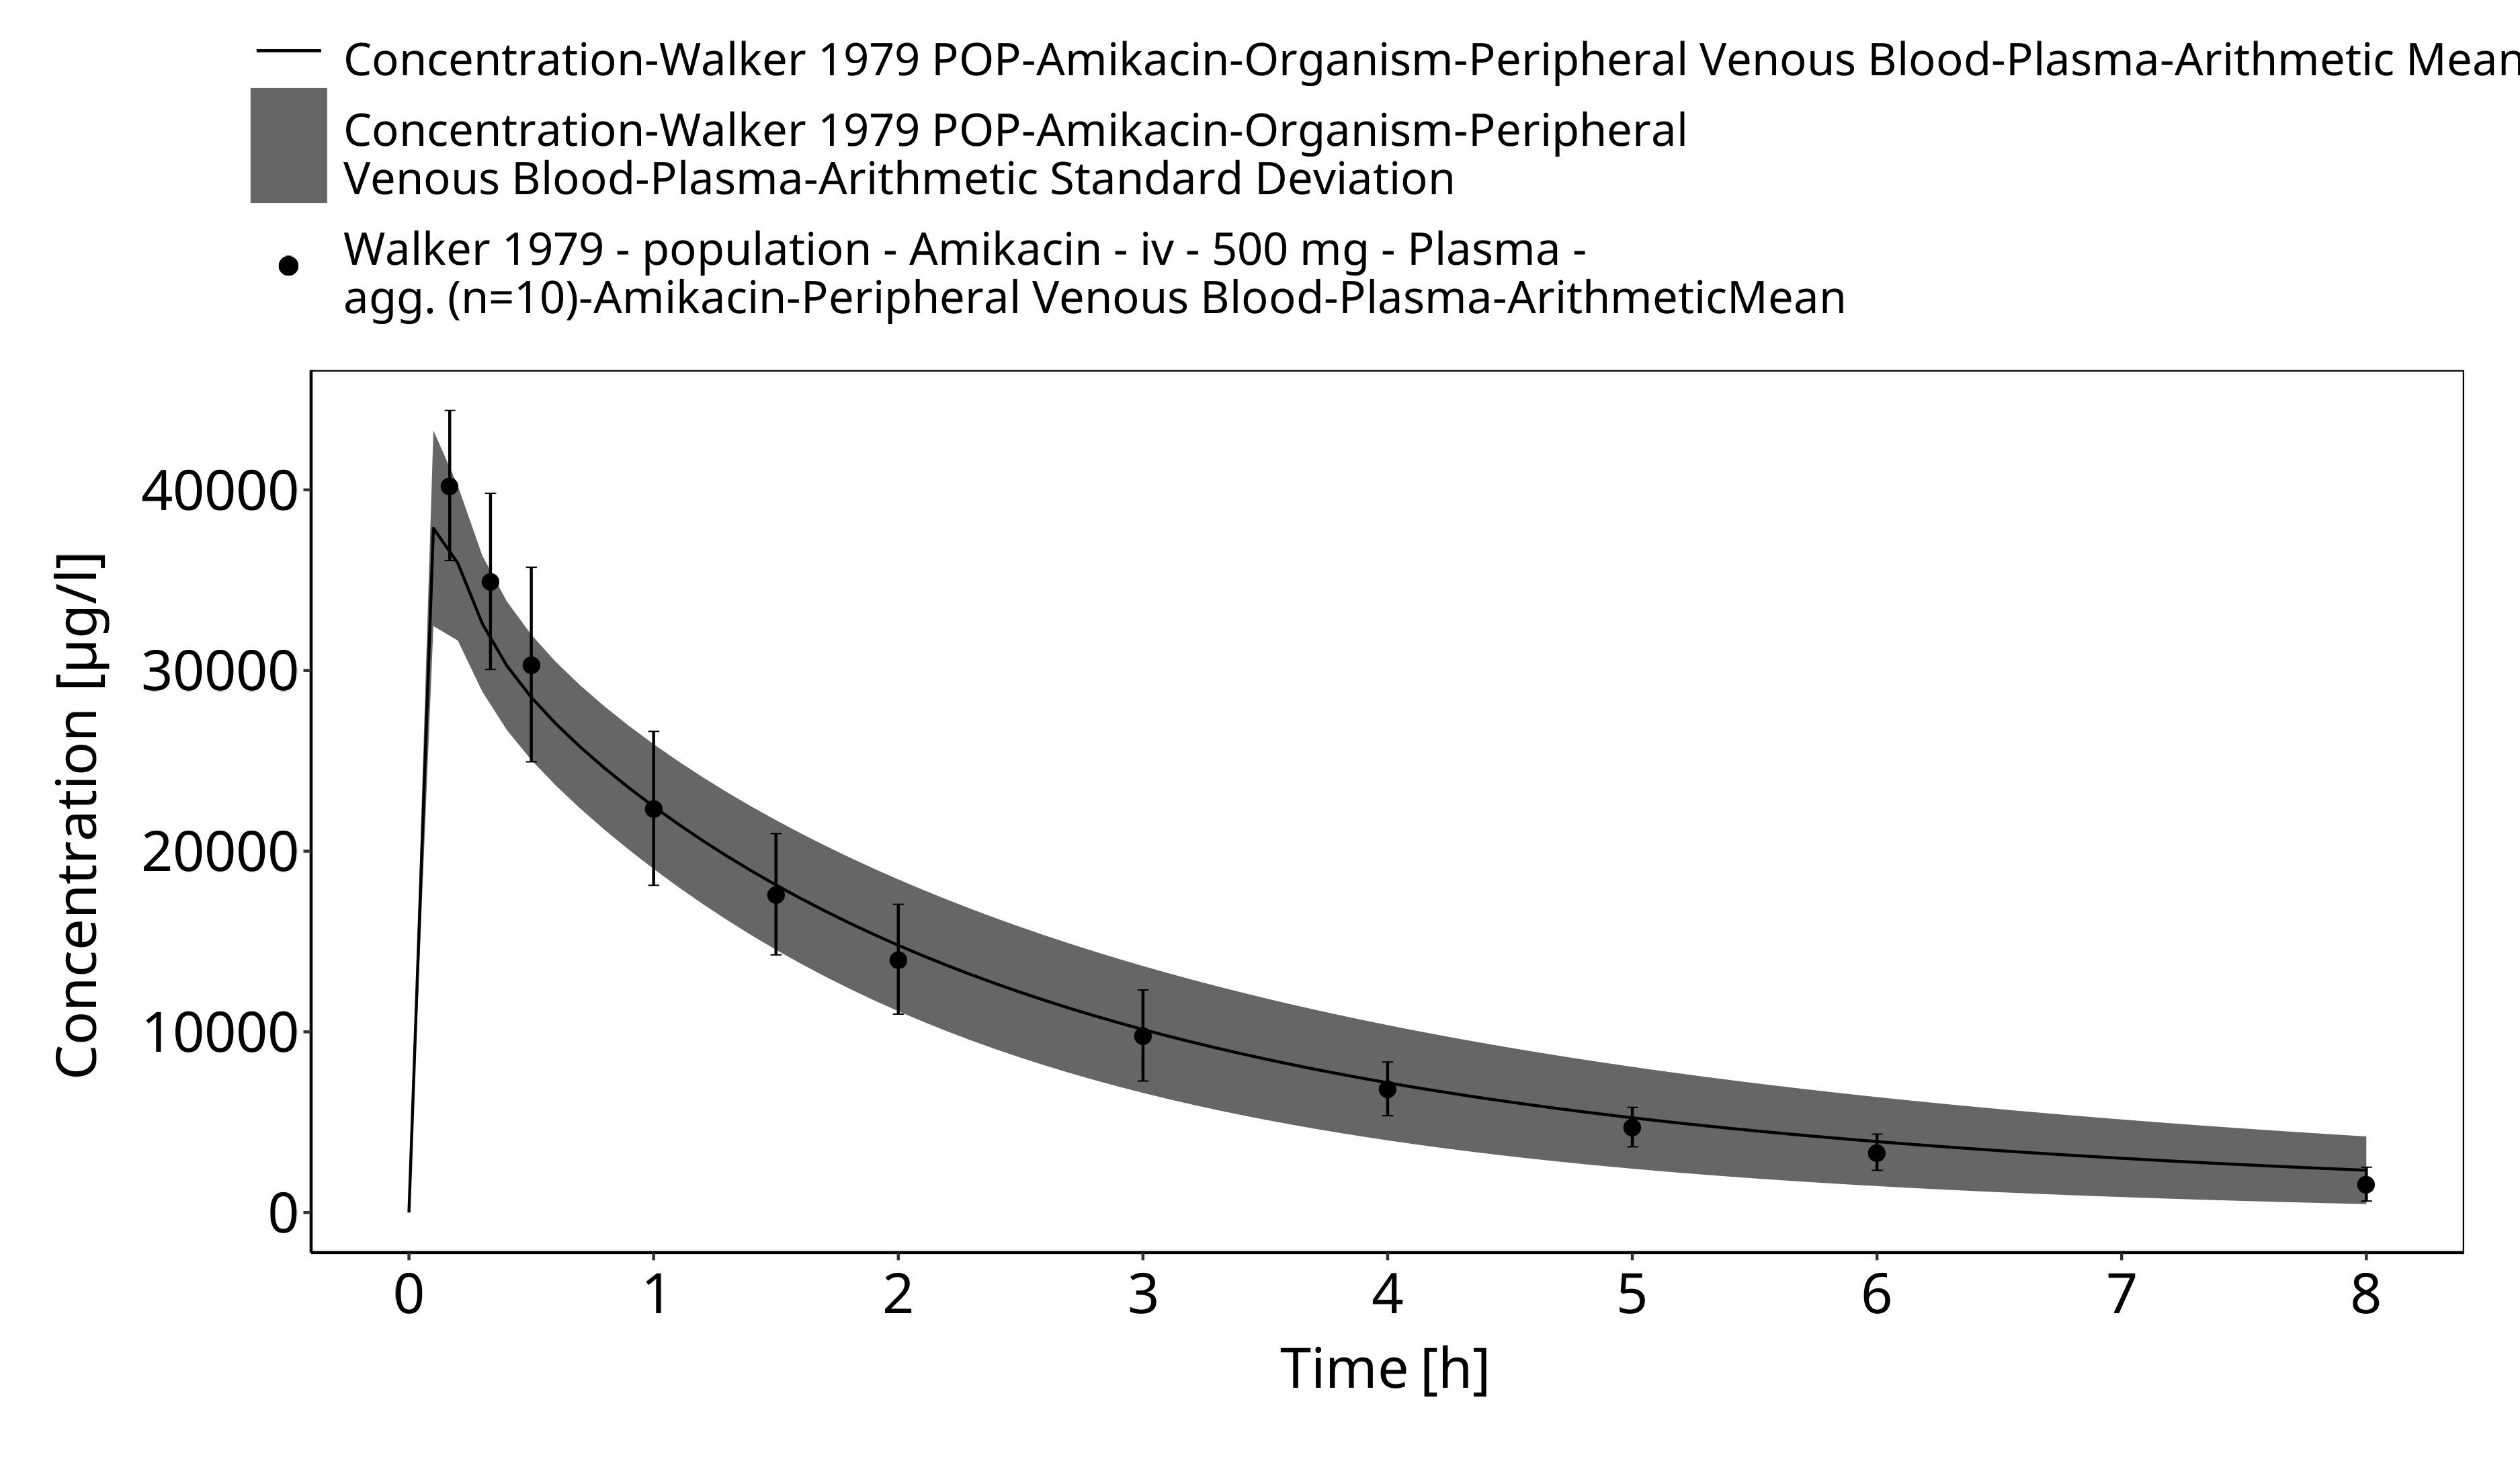 Concentration-Walker 1979 POP-Amikacin-Organism-Peripheral Venous Blood-Plasma-Arithmetic Mean
Concentration-Walker 1979 POP-Amikacin-Organism-Peripheral
Venous Blood-Plasma-Arithmetic Standard Deviation
Walker 1979 - population - Amikacin - iv - 500 mg - Plasma -
agg. (n=10)-Amikacin-Peripheral Venous Blood-Plasma-ArithmeticMean
Concentration [µg/l]
40000
30000
20000
10000
0
0 1 2 3 4 5 6 7 8
Time [h]